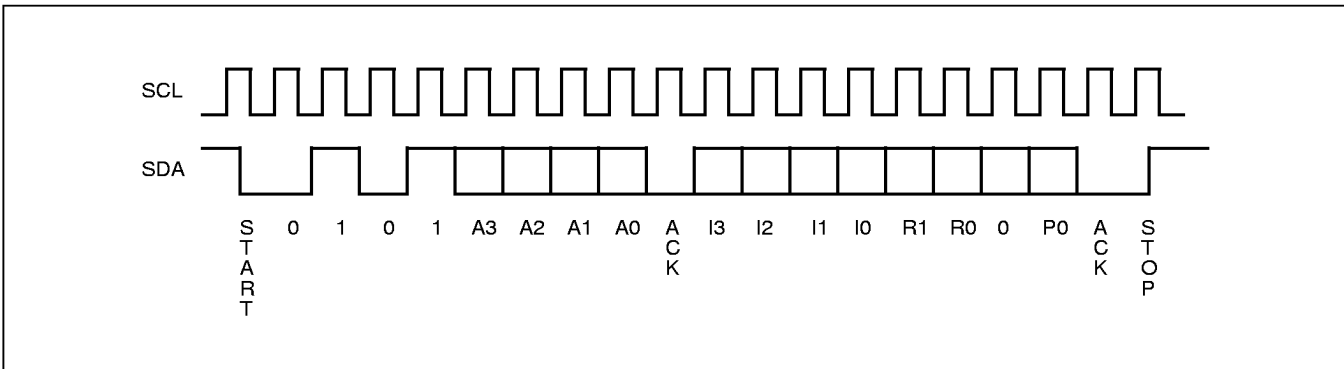 SCL
SDA
START 0 1 0 1 A3 A2 A1 A0 ACK I3 I2 I1 I0 R1 R0 0 P0 ACK STOP